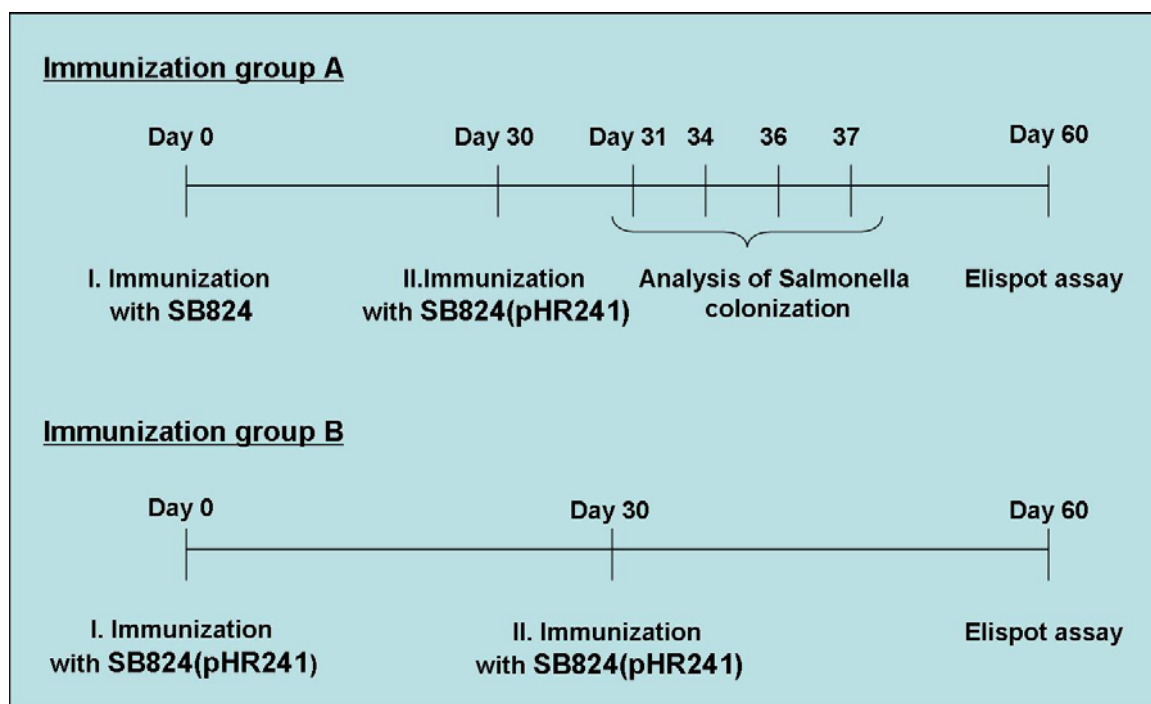 Immunization group A
Day 0 Day 30 Day 31 34 36 37 Day 60
I. Immunization II.Immunization Analysis of Salmonella Elispot assay
with SB824 with SB824(pHR241) colonization
Immunization group B
Day 0 Day 30 Day 60
I. Immunization II. Immunization Elispot assay
with SB824(pHR241) with SB824(pHR241)